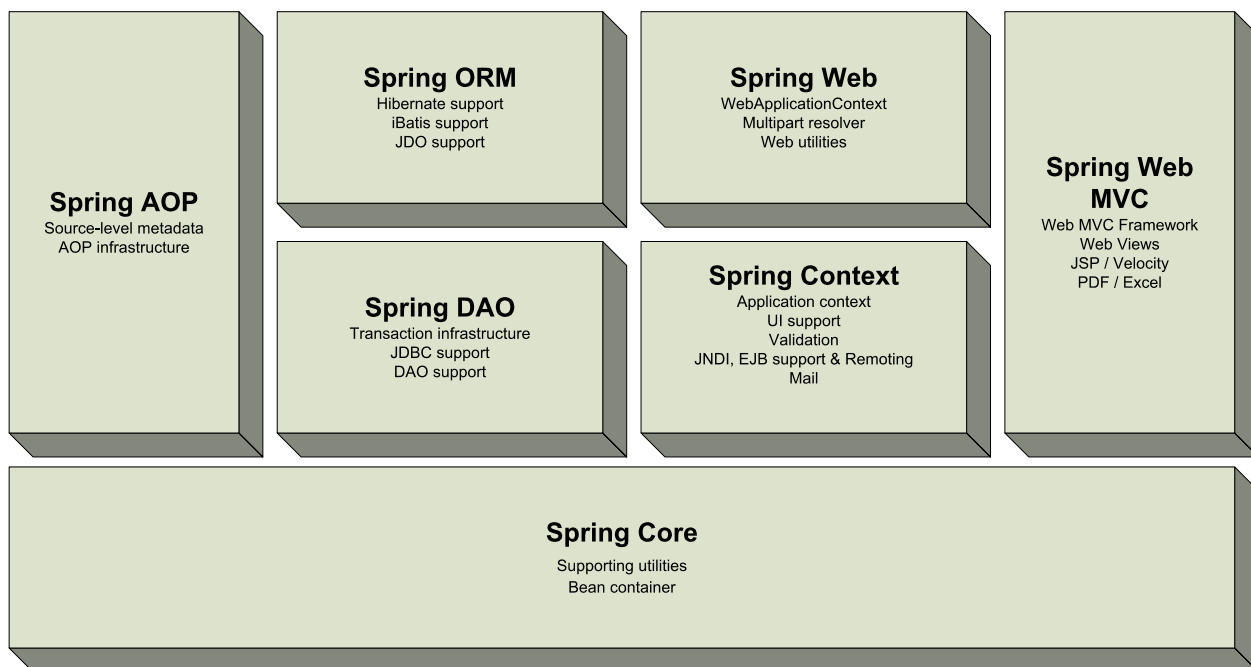 Spring AOP
Source-level metadata
AOP infrastructure
Spring ORM
Hibernate support
iBatis support
JDO support
Spring DAO
Transaction infrastructure
JDBC support
DAO support
Spring Web
WebApplicationContext
Multipart resolver
Web utilities
Spring Context
Application context
UI support
Validation
JNDI, EJB support & Remoting
Mail
Spring Web
MVC
Web MVC Framework
Web Views
JSP / Velocity
PDF / Excel
Spring Core
Supporting utilities
Bean container